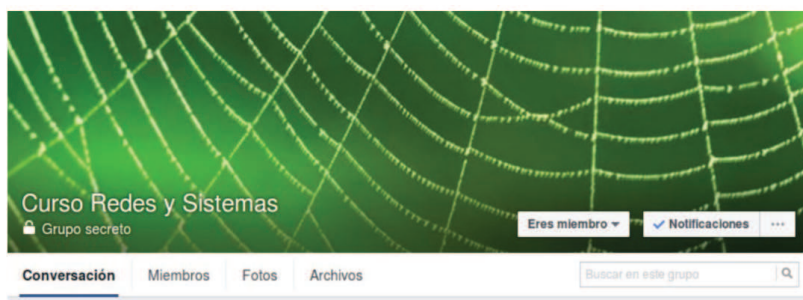 Curso Redes y Sistemas
Grupo secreto
Eres miembro
Notificaciones
Conversación
Miembros
Fotos
Archivos
Buscar en este grupo